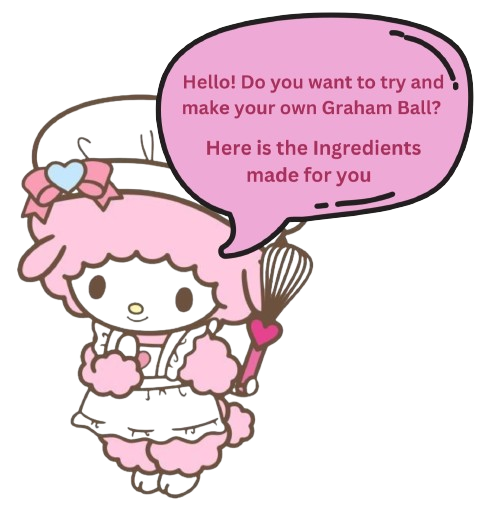 Hello! Do you want to try and
make your own Graham Ball?
Here is the Ingredients
made for you